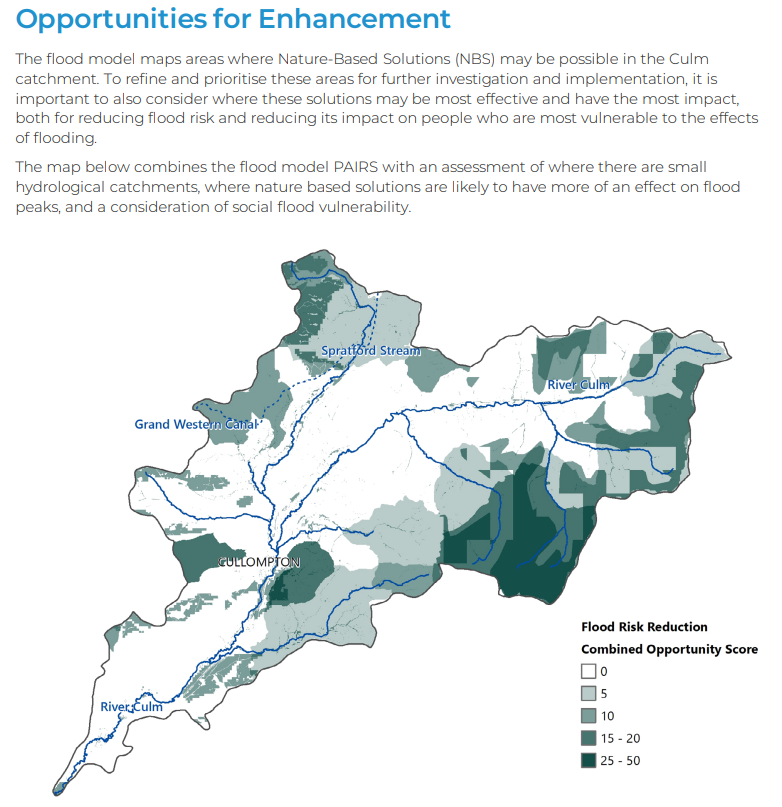 Opportunities for Enhancement
The flood model maps areas where Nature-Based Solutions (NBS) may be possible in the Culm
catchment. To refine and prioritise these areas for further investigation and implementation, it is
important to also consider where these solutions may be most effective and have the most impact,
both for reducing flood risk and reducing its impact on people who are most vulnerable to the effects
of flooding.
The map below combines the flood model PAIRS with an assessment of where there are small
hydrological catchments, where nature based solutions are likely to have more of an effect on flood
peaks, and a consideration of social flood vulnerability.
Spratford Stream
River Culm
Grand Western Canal
CULLOMPTON
River Culm
Flood Risk Reduction
Combined Opportunity Score
0
5
10
15 - 20
25 - 50